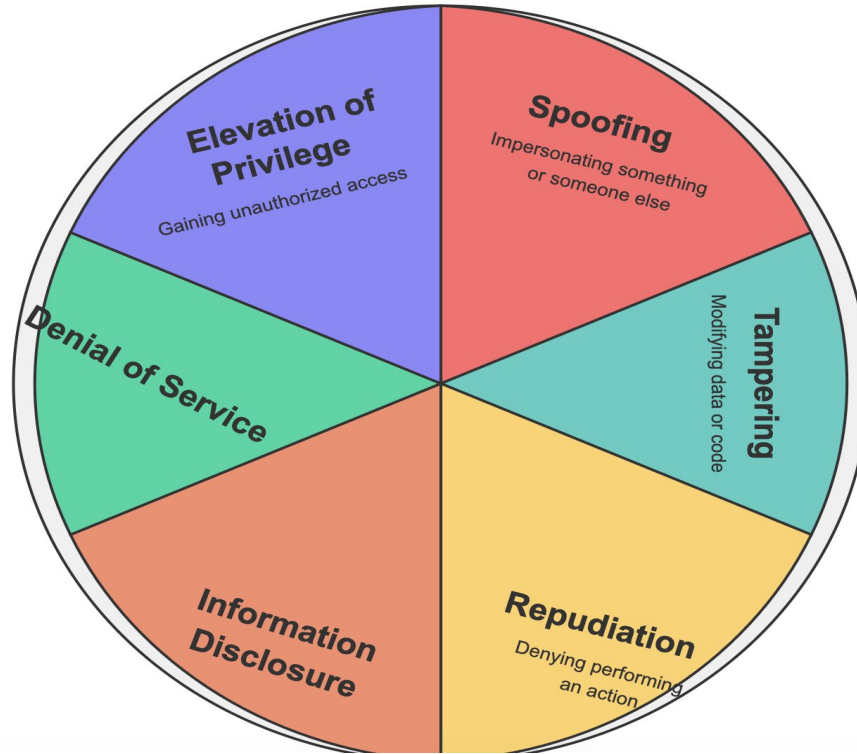 Elevation of
Privilege
Gaining unauthorized access
Spoofing
Impersonating something
or someone else
Tampering
Modifying data or code
Repudiation
Denying performing
an action
Information
Disclosure
Denial of Service